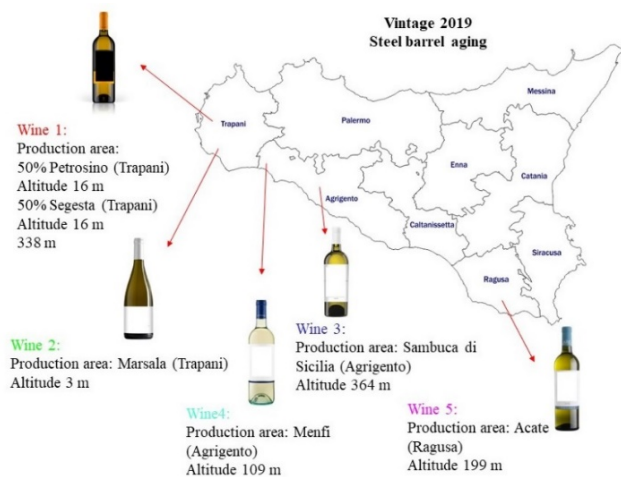 Vintage 2019
Steel barrel aging
Messina
Trapani
Palermo
Enna
Catania
Agrigento
Caltanissetta
Siracusa
Ragusa
Wine 1:
Production area:
50% Petrosino (Trapani)
Altitude 16 m
50% Segesta (Trapani)
Altitude 16 m
338 m
Wine 2:
Production area: Marsala (Trapani)
Altitude 3 m
Wine 3:
Production area: Sambuca di
Sicilia (Agrigento)
Altitude 364 m
Wine4:
Production area: Menfi
(Agrigento)
Altitude 109 m
Wine 5:
Production area: Acate
(Ragusa)
Altitude 199 m